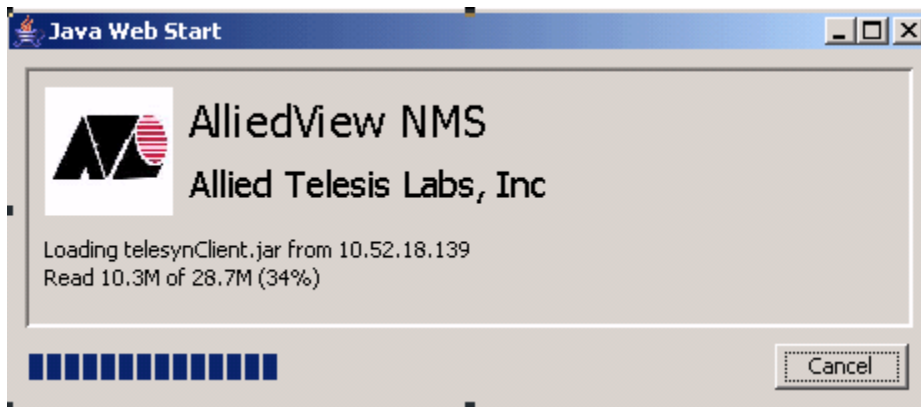 Java Web Start
AlliedView NMS
Allied Telesis Labs, Inc
Loading telesynClient.jar from 10.52.18.139
Read 10.3M of 28.7M (34%)
Cancel